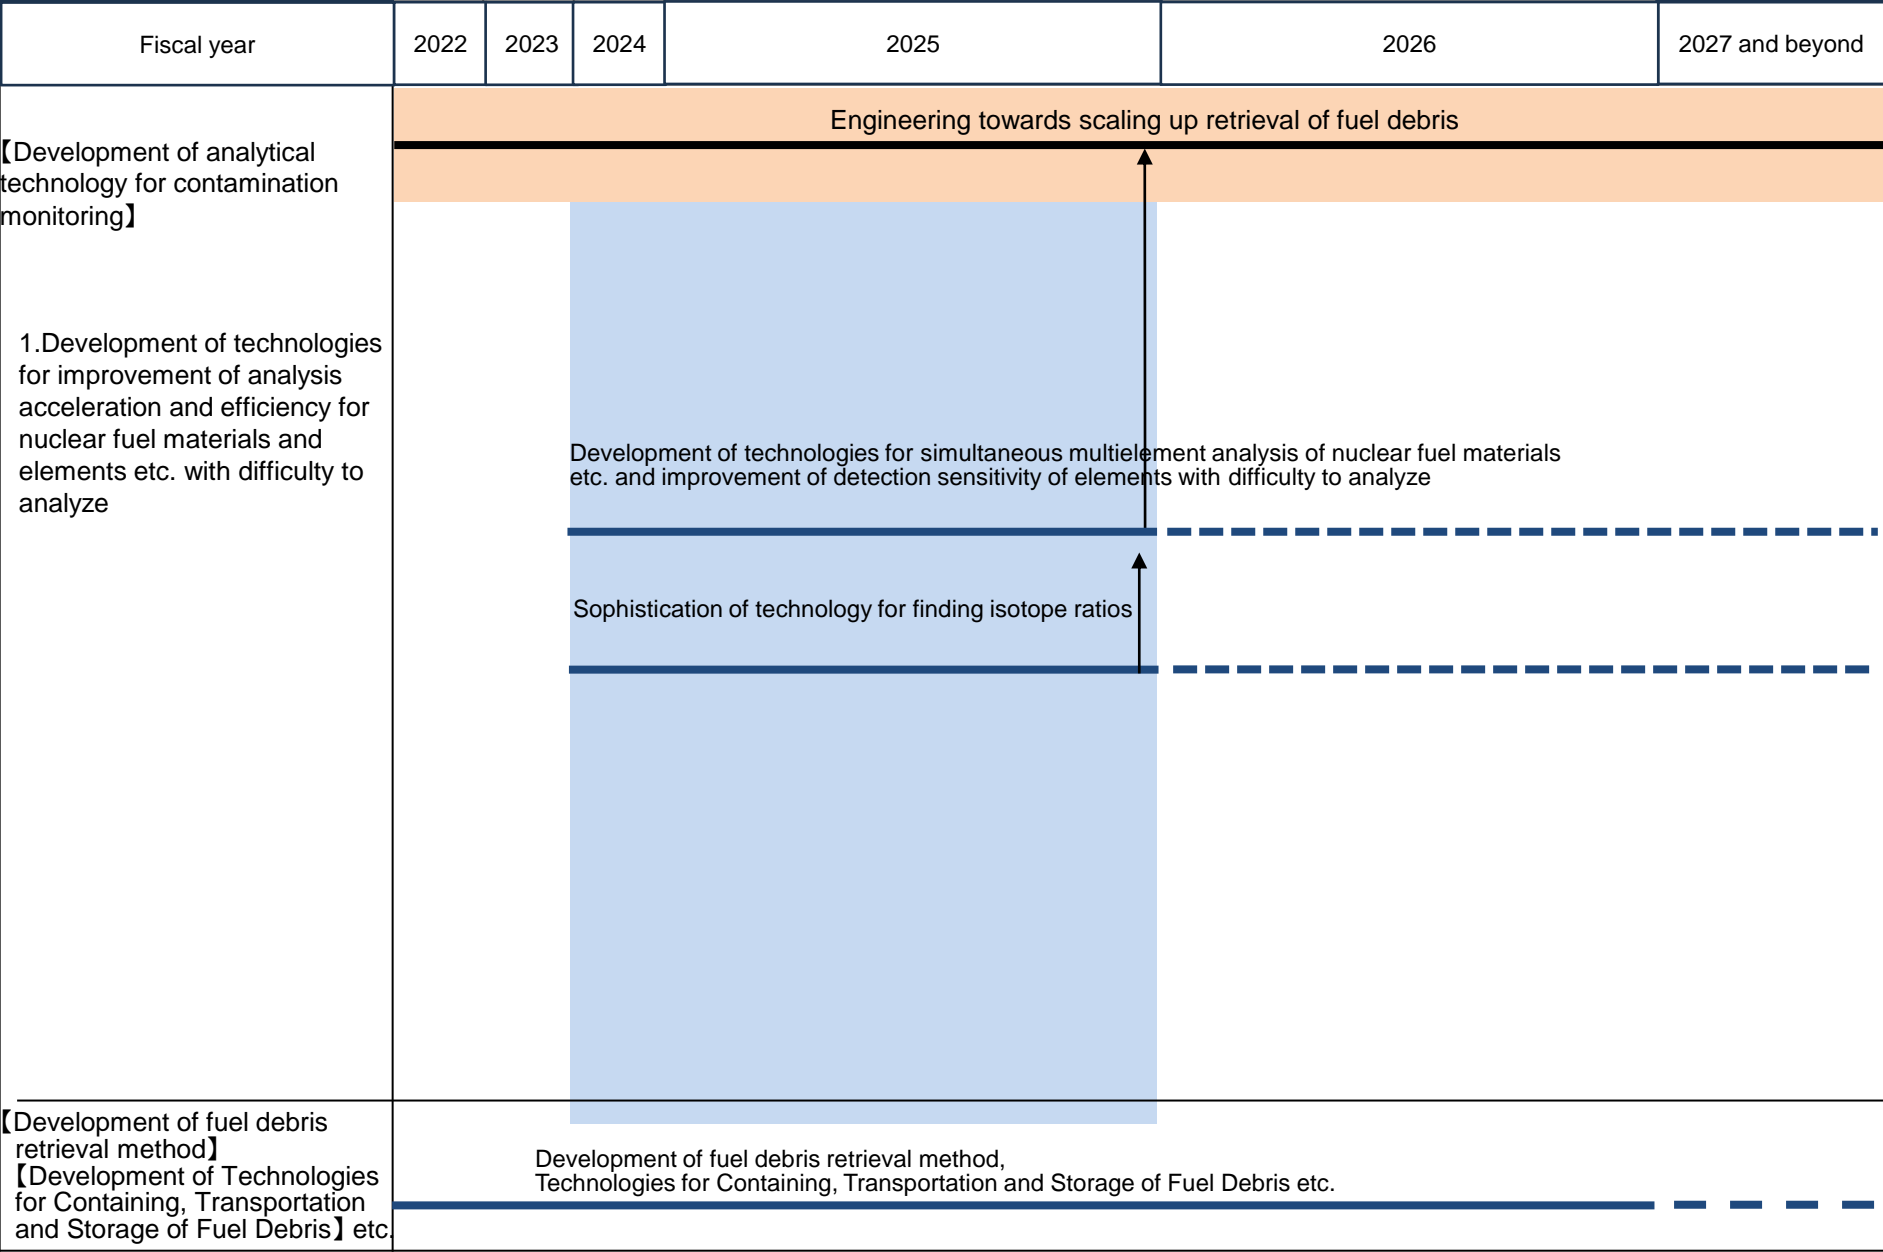 Fiscal year
2022
2023
2024
2025
2026
2027 and beyond
Engineering towards scaling up retrieval of fuel debris
【Development of analytical
technology for contamination
monitoring】
1.Development of technologies
for improvement of analysis
acceleration and efficiency for
nuclear fuel materials and
elements etc. with difficulty to
analyze
Development of technologies for simultaneous multielement analysis of nuclear fuel materials
etc. and improvement of detection sensitivity of elements with difficulty to analyze
Sophistication of technology for finding isotope ratios
【Development of fuel debris
retrieval method】
【Development of Technologies
for Containing, Transportation
and Storage of Fuel Debris】 etc.
Development of fuel debris retrieval method,
Technologies for Containing, Transportation and Storage of Fuel Debris etc.